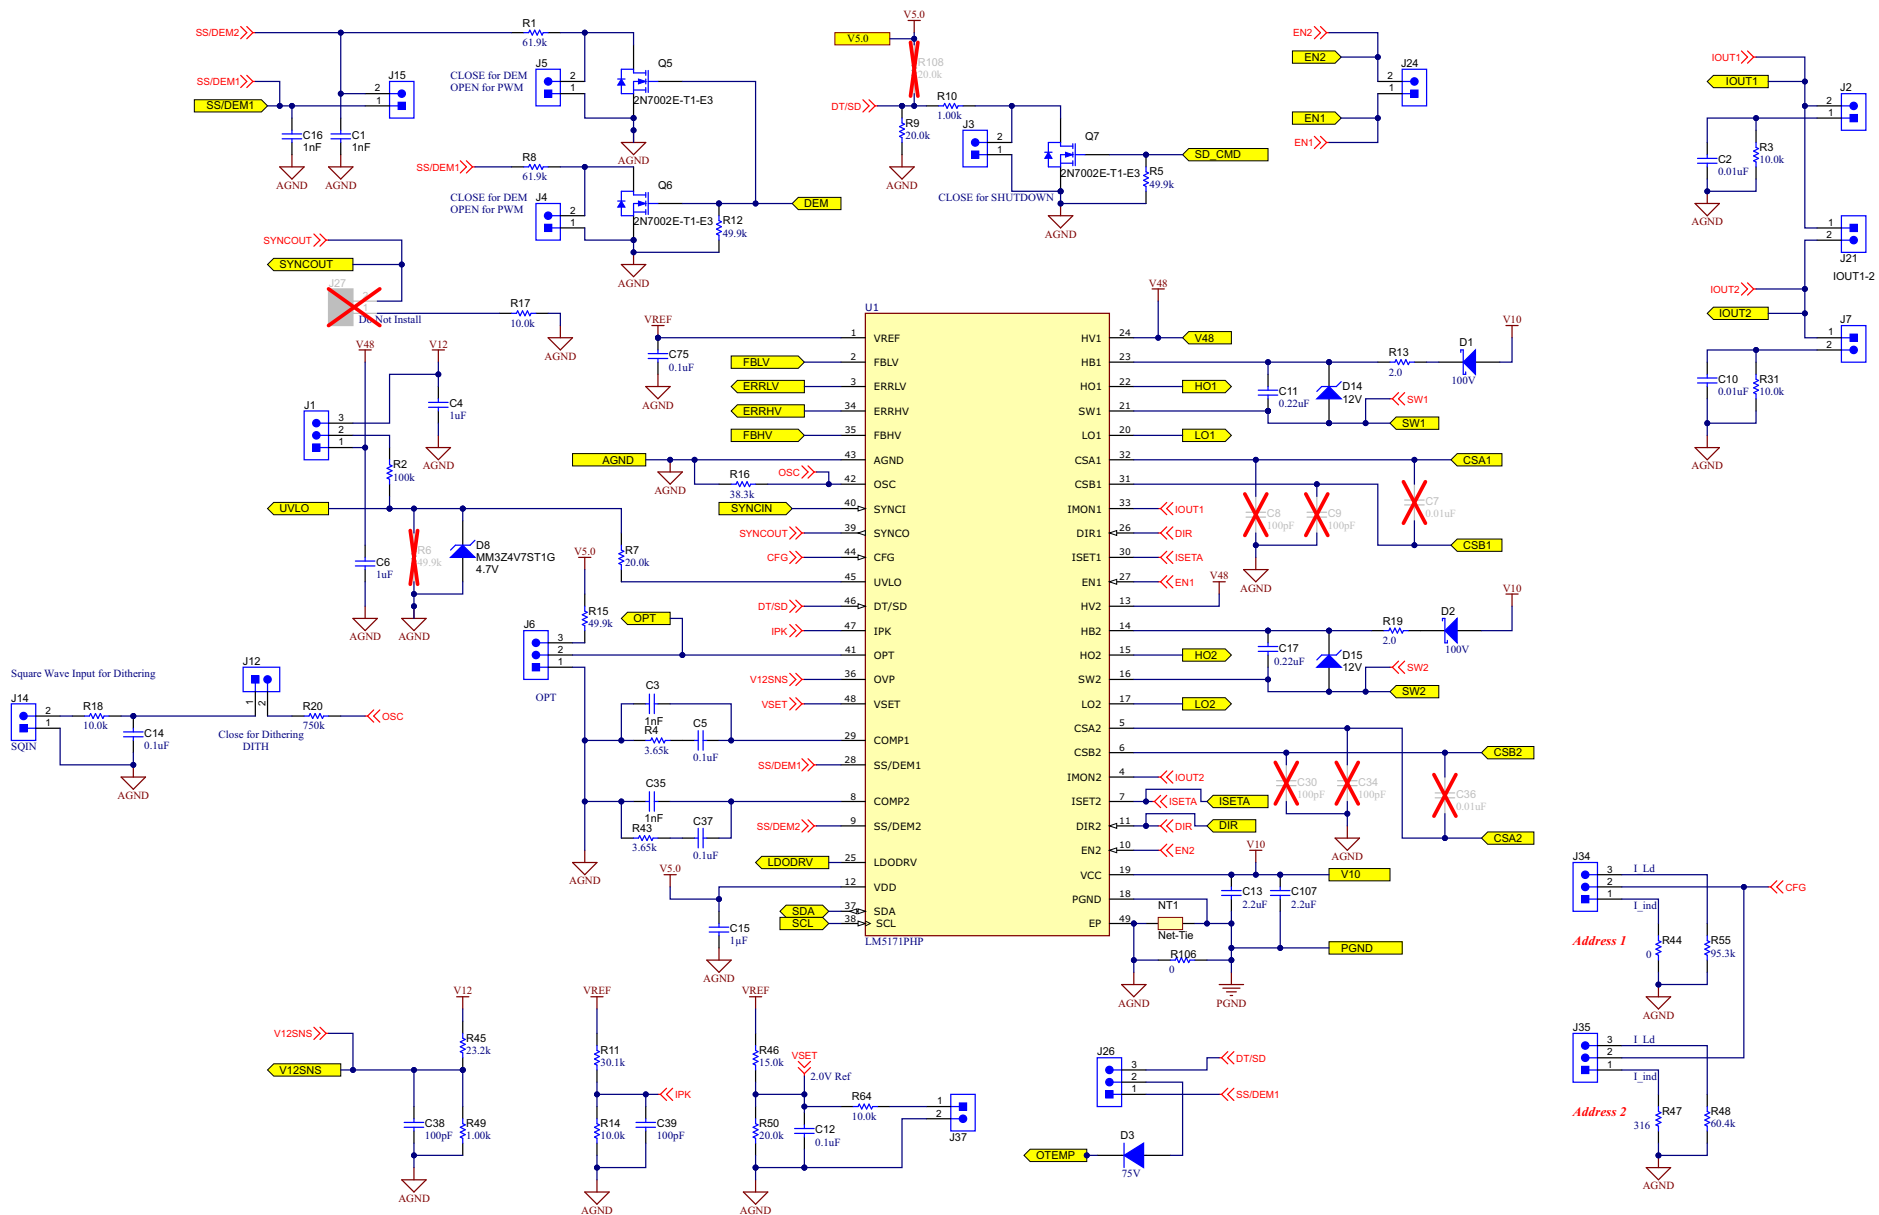 SS/DEM2
R1
61.9k
SS/DEM1
SS/DEM1
J15
2
1
C16
1nF
C1
1nF
AGND
AGND
CLOSE for DEM
OPEN for PWM
J5
2
1
Q5
2N7002E-T1-E3
AGND
SS/DEM1
R8
61.9k
CLOSE for DEM
OPEN for PWM
J4
2
1
Q6
2N7002E-T1-E3
R12
49.9k
DEM
AGND
V5.0
V5.0
R108
20.0k
DT/SD
R9
20.0k
AGND
R10
1.00k
J3
2
1
Q7
2N7002E-T1-E3
SD_CMD
R5
49.9k
CLOSE for SHUTDOWN
AGND
EN2
EN2
J24
2
1
EN1
EN1
IOUT1
IOUT1
J2
2
1
C2
0.01uF
R3
10.0k
AGND
1
2
J21
IOUT1-2
IOUT2
IOUT2
J7
1
2
C10
0.01uF
R31
10.0k
AGND
SYNCOUT
SYNCOUT
J27
Do Not Install
R17
10.0k
AGND
V48
V12
J1
3
2
1
C4
1uF
AGND
R2
100k
UVLO
C6
1uF
AGND
R6
49.9k
AGND
D8
MM3Z4V7ST1G
4.7V
R7
20.0k
VREF
C75
0.1uF
AGND
FBLV
ERRLV
ERRHV
FBHV
AGND
AGND
R16
38.3k
OSC
SYNCIN
SYNCOUT
CFG
DT/SD
IPK
V12SNS
VSET
V5.0
R15
49.9k
OPT
J6
3
2
1
OPT
C3
1nF
R4
3.65k
C5
0.1uF
SS/DEM1
C35
1nF
R43
3.65k
C37
0.1uF
SS/DEM2
AGND
LDODRV
V5.0
SDA
SCL
C15
1µF
AGND
U1
1 VREF
2 FBLV
3 ERRLV
34 ERRHV
35 FBHV
43 AGND
42 OSC
40 SYNCI
39 SYNCO
44 CFG
45 UVLO
46 DT/SD
47 IPK
41 OPT
36 OVP
48 VSET
29 COMP1
28 SS/DEM1
8 COMP2
9 SS/DEM2
25 LDODRV
12 VDD
37 SDA
38 SCL
LM5171PHP
HV1 24
HB1 23
HO1 22
SW1 21
LO1 20
CSA1 32
CSB1 31
IMON1 33
DIR1 26
ISET1 30
EN1 27
HV2 13
HB2 14
HO2 15
SW2 16
LO2 17
CSA2 5
CSB2 6
IMON2 4
ISET2 7
DIR2 11
EN2 10
VCC 19
PGND 18
EP 49
V48
V48
HO1
LO1
C11
0.22uF
D14
12V
R13
2.0
D1
100V
V10
SW1
SW1
CSA1
C8
100pF
C9
100pF
C7
0.01uF
CSB1
AGND
IOUT1
DIR
ISETA
EN1
V48
HO2
LO2
C17
0.22uF
D15
12V
R19
2.0
D2
100V
V10
SW2
SW2
CSB2
C30
100pF
C34
100pF
C36
0.01uF
CSA2
AGND
IOUT2
ISETA
ISETA
DIR
DIR
EN2
V10
V10
C13
2.2uF
C107
2.2uF
NT1
Net-Tie
R106
0
PGND
AGND
PGND
Square Wave Input for Dithering
J14
2
1
SQIN
R18
10.0k
C14
0.1uF
AGND
J12
1
2
R20
750k
OSC
Close for Dithering
DITH
V12
V12SNS
V12SNS
R45
23.2k
C38
100pF
R49
1.00k
AGND
VREF
R11
30.1k
IPK
R14
10.0k
C39
100pF
AGND
VREF
R46
15.0k
VSET
2.0V Ref
R50
20.0k
C12
0.1uF
R64
10.0k
1
2
J37
AGND
J26
3
2
1
DT/SD
SS/DEM1
OTEMP
D3
75V
J34
3
2
1
I_Ld
I_ind
CFG
Address 1
R44
0
R55
95.3k
AGND
J35
3
2
1
I_Ld
I_ind
Address 2
R47
316
R48
60.4k
AGND